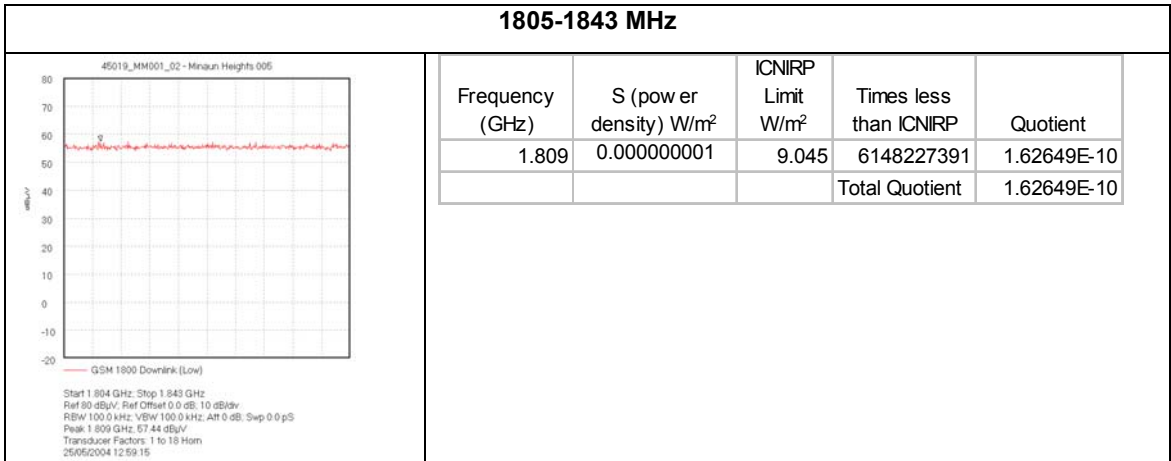 1805-1843 MHz
45019_MM001_02 - Minaun Heights 005
80
70
60
50
40
30
20
10
0
-10
-20
dBµV
GSM 1800 Downlink (Low)
Start 1.804 GHz; Stop 1.843 GHz
Ref 80 dBµV; Ref Offset 0.0 dB; 10 dB/div
RBW 100.0 kHz; VBW 100.0 kHz; Att 0 dB; Swp 0.0 pS
Peak 1.809 GHz, 57.44 dBµV
Transducer Factors: 1 to 18 Horn
25/05/2004 12:59:15
Frequency (GHz) S (pow er density) W/m² ICNIRP Limit W/m² Times less than ICNIRP Quotient
1.809 0.000000001 9.045 6148227391 1.62649E-10
Total Quotient 1.62649E-10